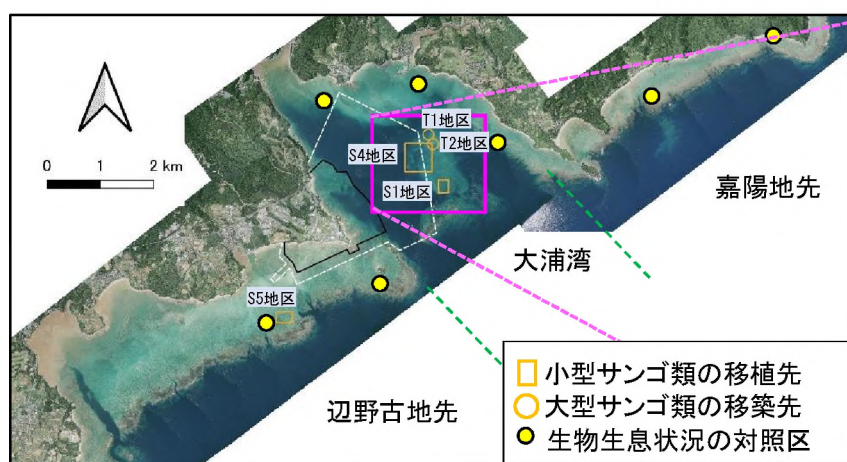 T1地区
T2地区
S4地区
S1地区
0 1 2 km
嘉陽地先
大浦湾
S5地区
辺野古地先
小型サンゴ類の移植先
大型サンゴ類の移築先
生物生息状況の対照区